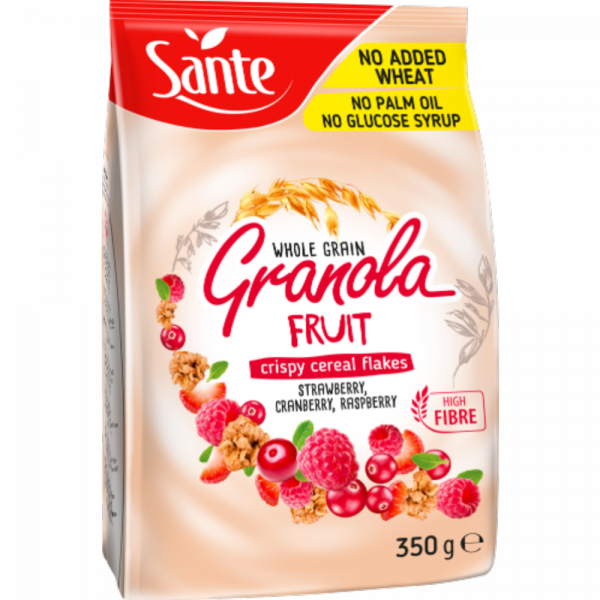 Sante
NO ADDED
WHEAT
NO PALM OIL
NO GLUCOSE SYRUP
WHOLE GRAIN
Granola
FRUIT
crispy cereal flakes
STRAWBERRY,
CRANBERRY, RASPBERRY
HIGH
FIBRE
350 g ℮